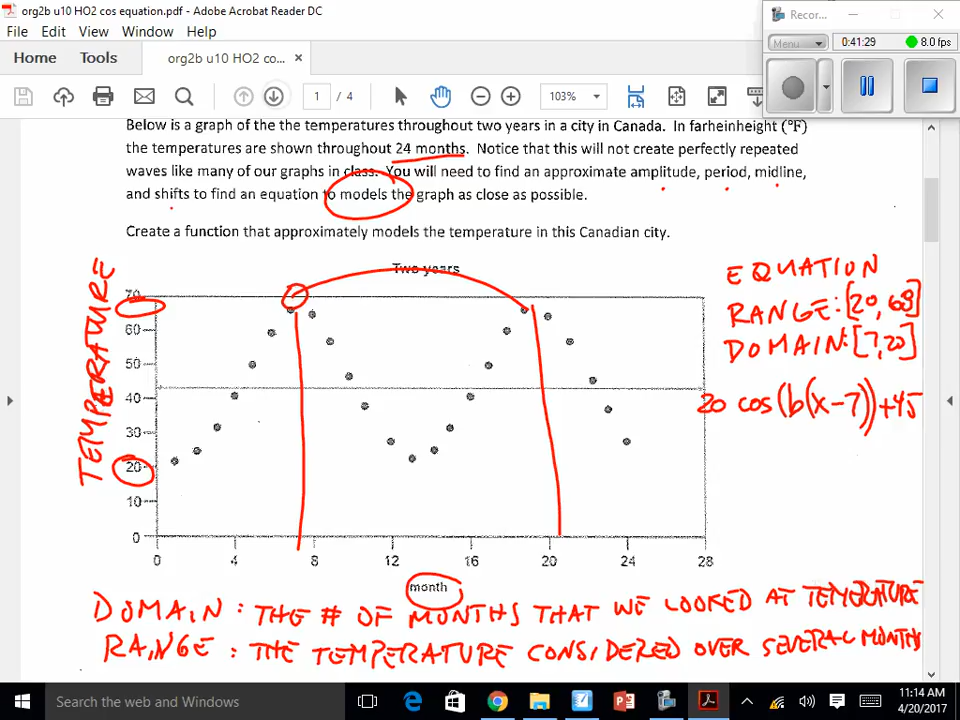 org2b u10 HO2 cos equation.pdf - Adobe Acrobat Reader DC
Recor...
File Edit View Window Help
Menu
0:41:29
8.0 fps
Home
Tools
org2b u10 HO2 co...
1 / 4
103%
Below is a graph of the the temperatures throughout two years in a city in Canada. In farheinheight (°F)
the temperatures are shown throughout 24 months. Notice that this will not create perfectly repeated
waves like many of our graphs in class. You will need to find an approximate amplitude, period, midline,
and shifts to find an equation to models the graph as close as possible.
Create a function that approximately models the temperature in this Canadian city.
Two years
EQUATION
RANGE: [20, 68]
DOMAIN: [7,20]
20 cos(b(x-7))+45
TEMPERATURE
70
60
50
40
30
20
10
0
0 4 8 12 16 20 24 28
month
DOMAIN : THE # OF MONTHS THAT WE LOOKED AT TEMPERATURE
RANGE : THE TEMPERATURE CONSIDERED OVER SEVERAL MONTHS
Search the web and Windows
11:14 AM
4/20/2017